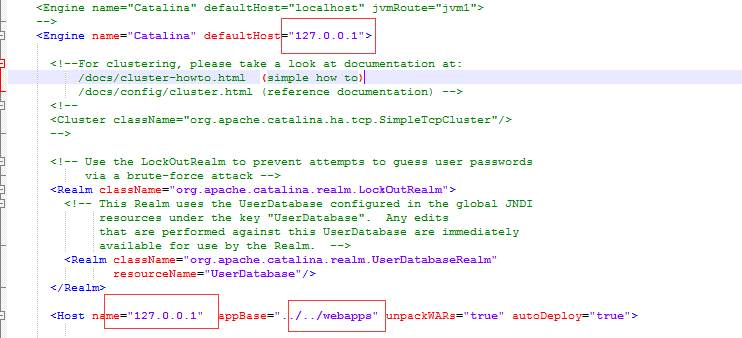 <Engine name="Catalina" defaultHost="localhost" jvmRoute="jvm1">
-->
<Engine name="Catalina" defaultHost="127.0.0.1">
<!--For clustering, please take a look at documentation at:
/docs/cluster-howto.html  (simple how to)
/docs/config/cluster.html (reference documentation) -->
<!--
<Cluster className="org.apache.catalina.ha.tcp.SimpleTcpCluster"/>
-->
<!-- Use the LockOutRealm to prevent attempts to guess user passwords
via a brute-force attack -->
<Realm className="org.apache.catalina.realm.LockOutRealm">
<!-- This Realm uses the UserDatabase configured in the global JNDI
resources under the key "UserDatabase".  Any edits
that are performed against this UserDatabase are immediately
available for use by the Realm.  -->
<Realm className="org.apache.catalina.realm.UserDatabaseRealm"
resourceName="UserDatabase"/>
</Realm>
<Host name="127.0.0.1"  appBase="../../webapps" unpackWARs="true" autoDeploy="true">